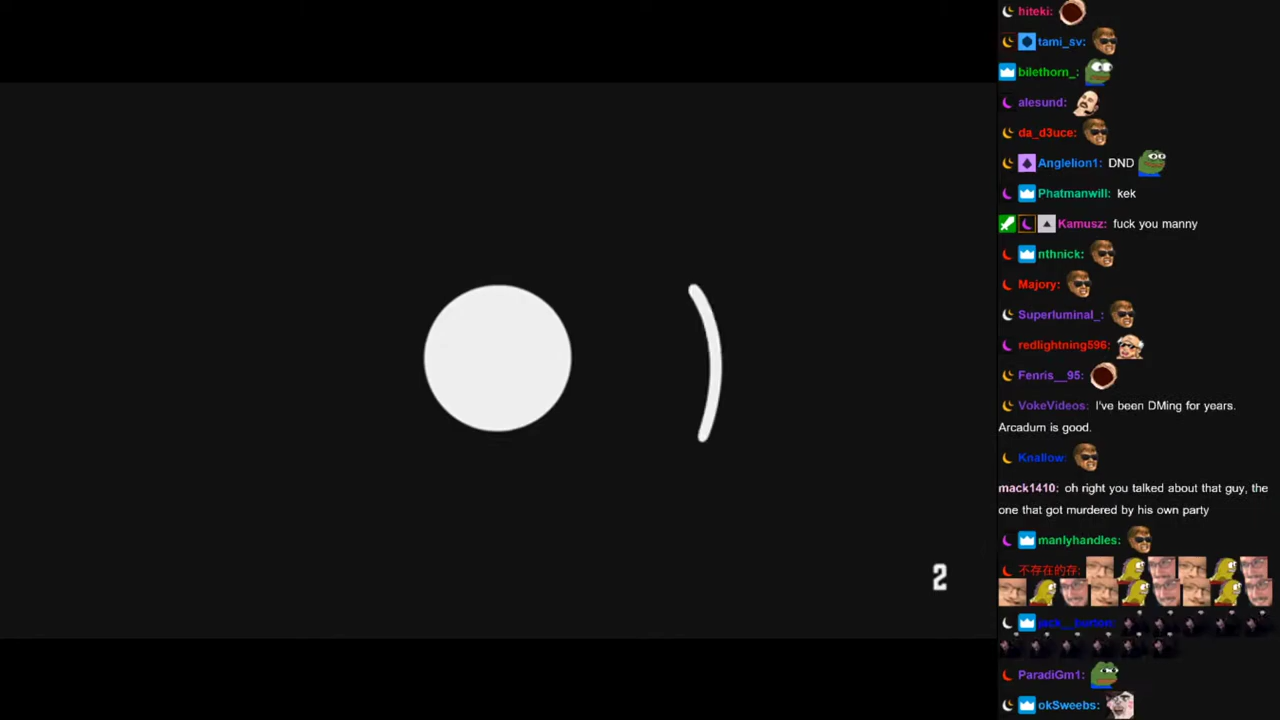 2
hiteki:
tami_sv:
bilethorn_:
alesund:
da_d3uce:
Anglelion1: DND
Phatmanwill: kek
Kamusz: fuck you manny
nthnick:
Majory:
Superluminal_:
redlightning596:
Fenris__95:
VokeVideos: I've been DMing for years.
Arcadum is good.
Knallow:
mack1410: oh right you talked about that guy, the
one that got murdered by his own party
manlyhandles:
不存在的存:
ParadiGm1:
okSweebs: